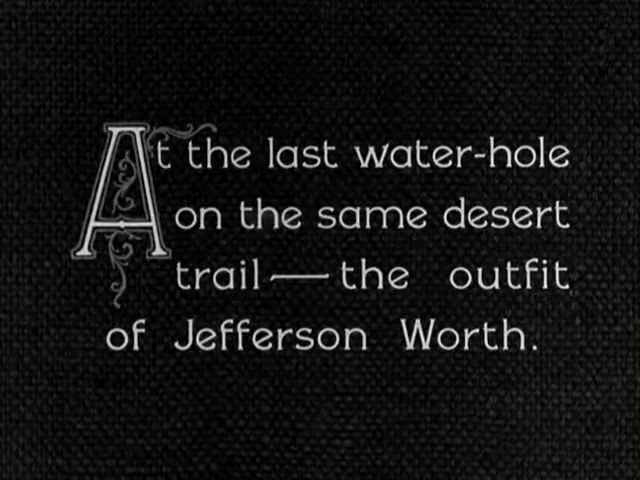 At the last water-hole
on the same desert
trail — the outfit
of Jefferson Worth.